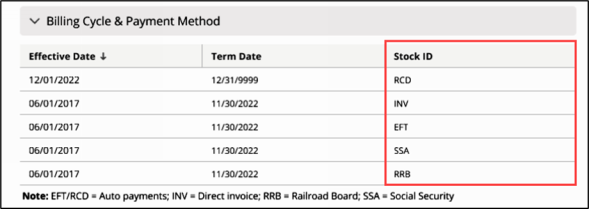 Billing Cycle & Payment Method
Effective Date ↓ Term Date Stock ID
12/01/2022 12/31/9999 RCD
06/01/2017 11/30/2022 INV
06/01/2017 11/30/2022 EFT
06/01/2017 11/30/2022 SSA
06/01/2017 11/30/2022 RRB
Note: EFT/RCD = Auto payments; INV = Direct invoice; RRB = Railroad Board; SSA = Social Security